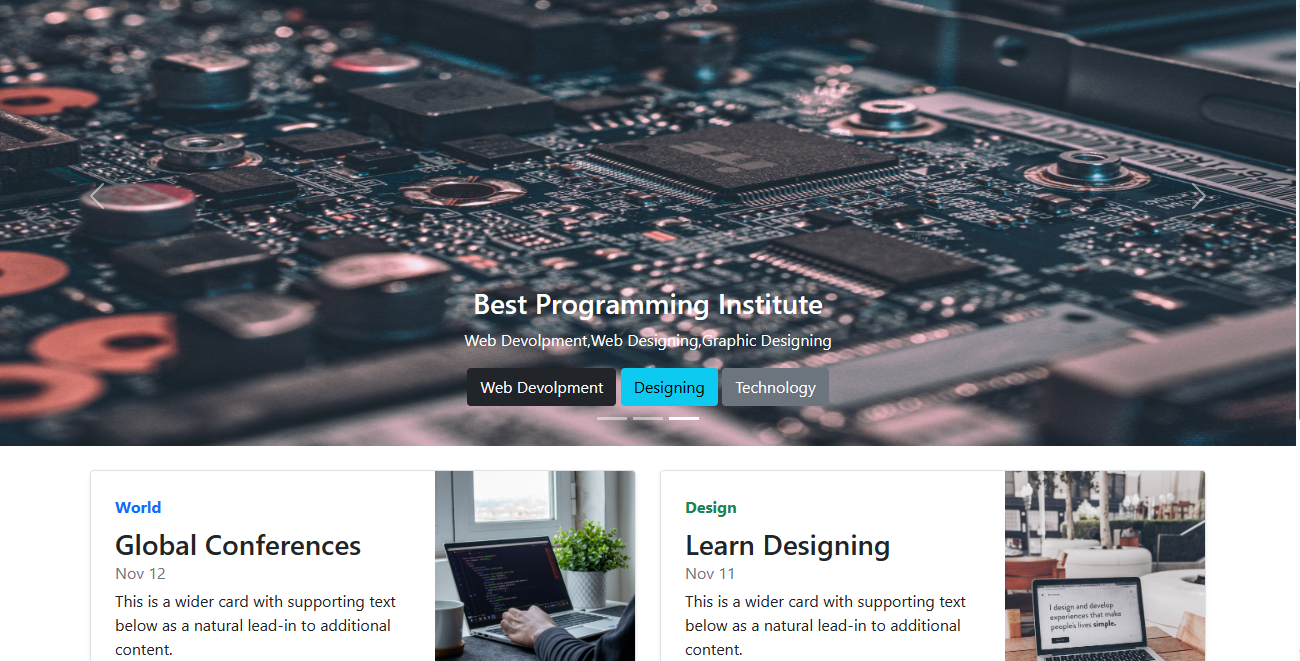 Best Programming Institute
Web Devolpment,Web Designing,Graphic Designing
Web Devolpment Designing Technology
World
Global Conferences
Nov 12
This is a wider card with supporting text
below as a natural lead-in to additional
content.
Design
Learn Designing
Nov 11
This is a wider card with supporting text
below as a natural lead-in to additional
content.
I design and develop
experiences that make
people's lives simple.